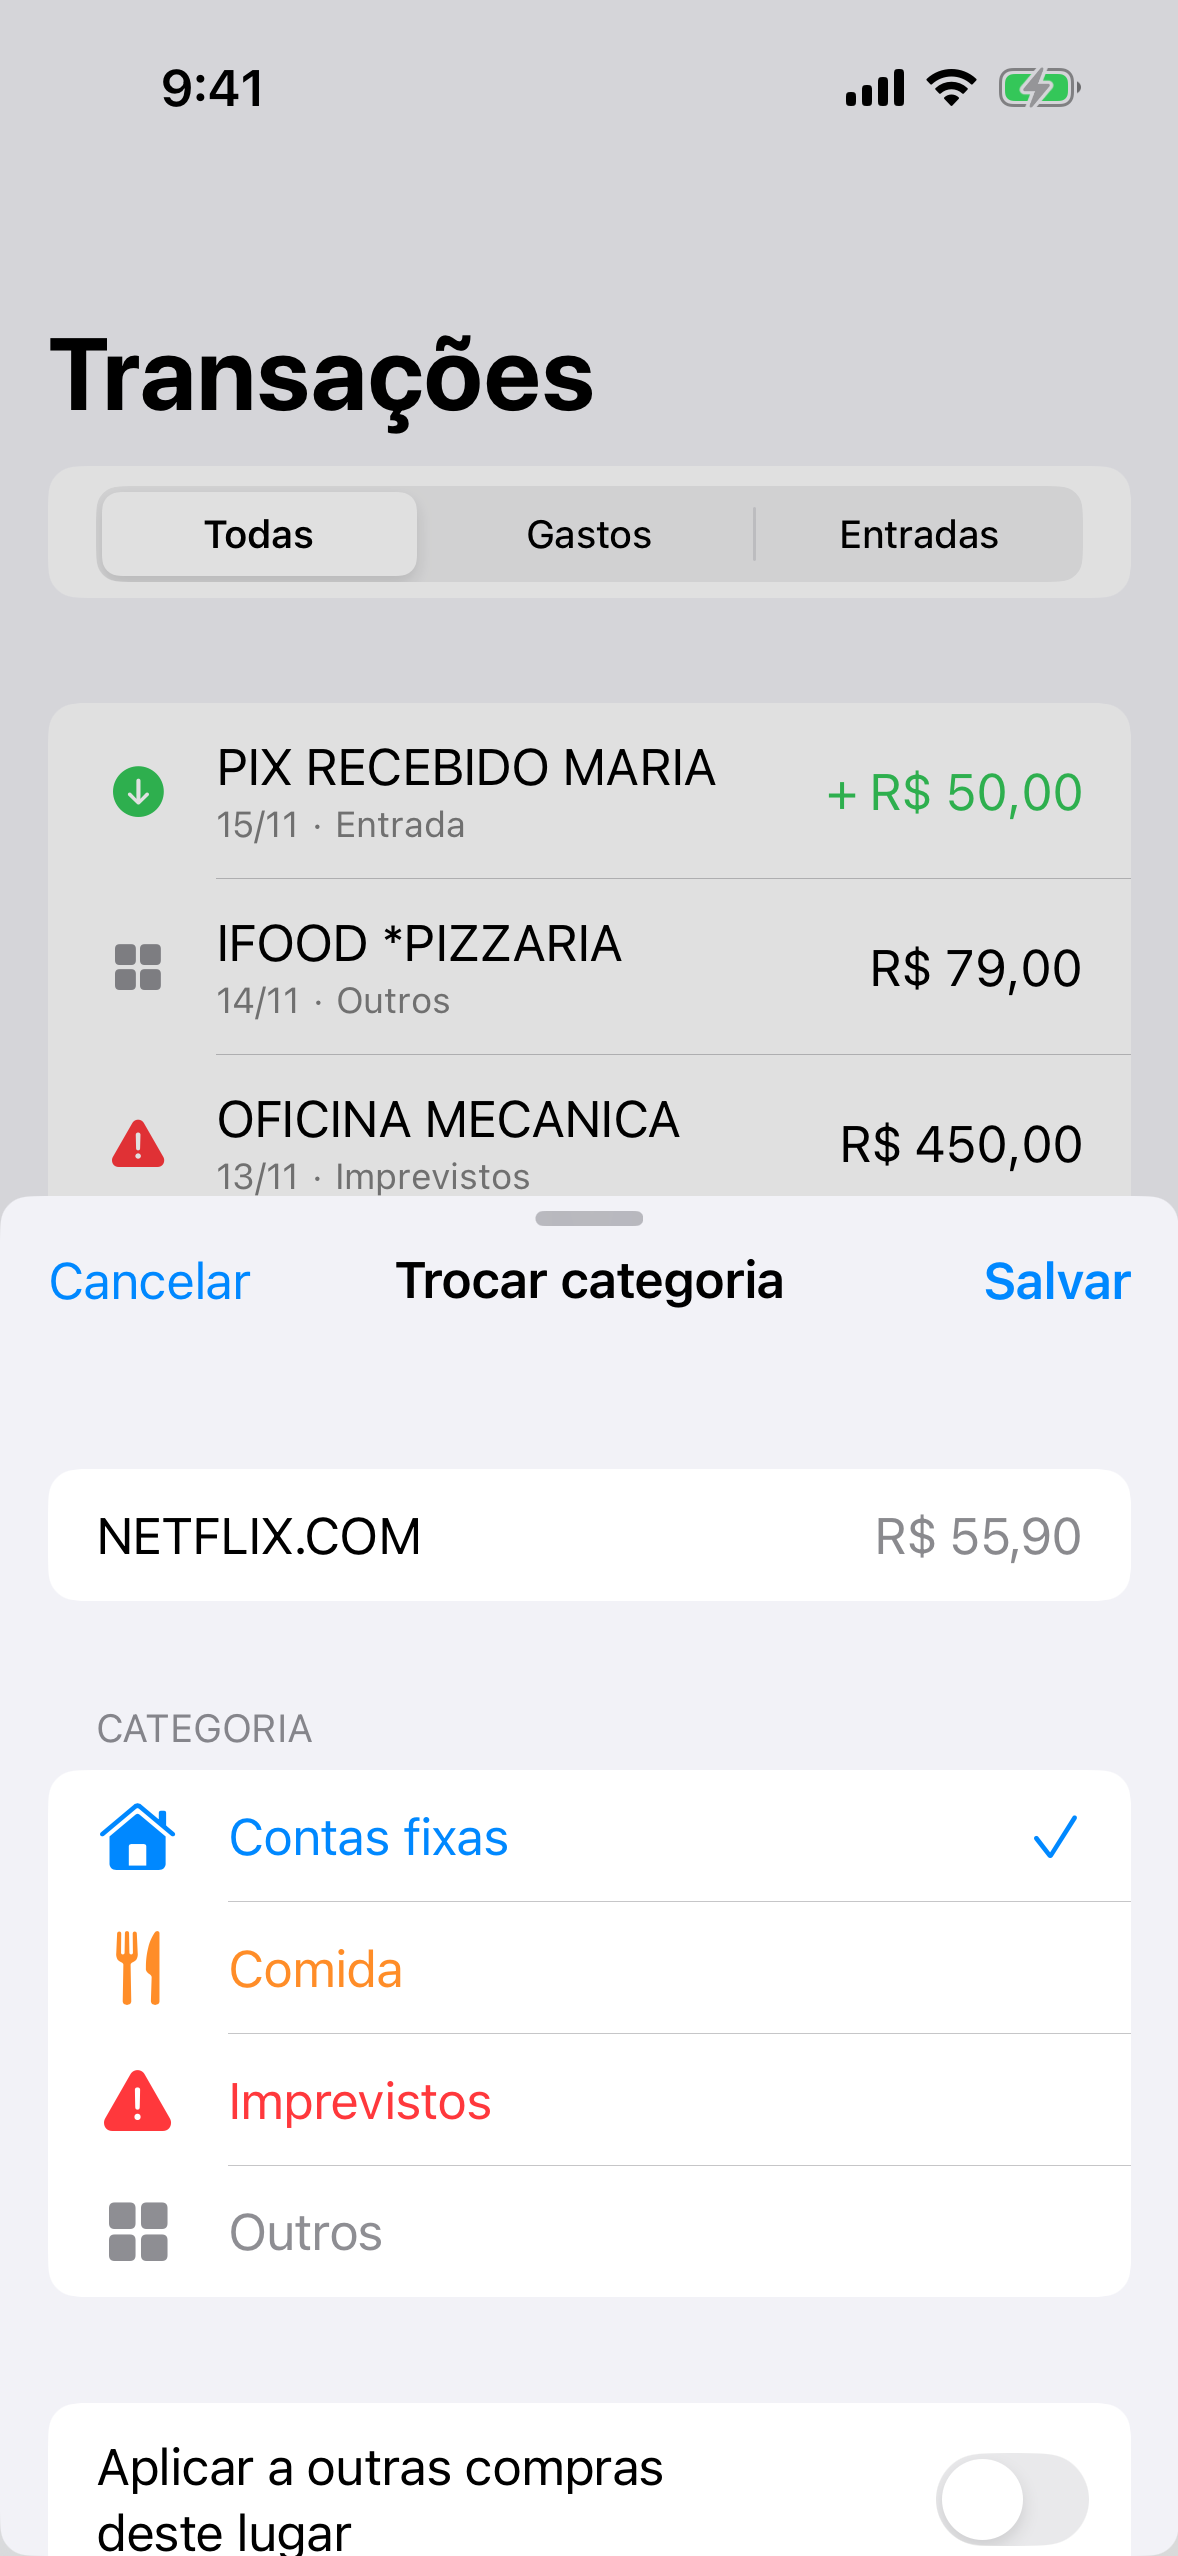 9:41
Transações
Todas Gastos Entradas
PIX RECEBIDO MARIA + R$ 50,00
15/11 · Entrada
IFOOD *PIZZARIA R$ 79,00
14/11 · Outros
OFICINA MECANICA R$ 450,00
13/11 · Imprevistos
Cancelar Trocar categoria Salvar
NETFLIX.COM R$ 55,90
CATEGORIA
Contas fixas
Comida
Imprevistos
Outros
Aplicar a outras compras
deste lugar